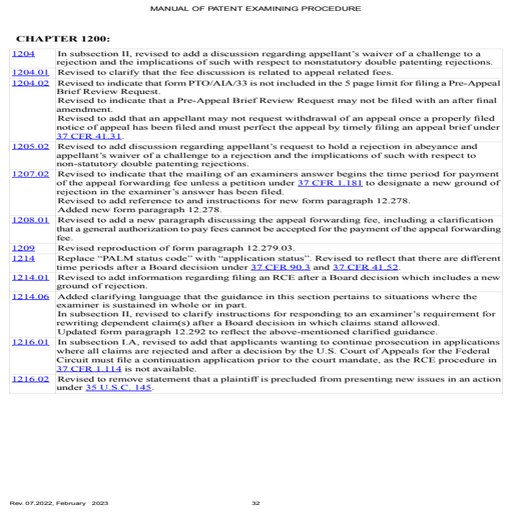 MANUAL OF PATENT EXAMINING PROCEDURE
CHAPTER 1200:
1204 In subsection II, revised to add a discussion regarding appellant's waiver of a challenge to a
rejection and the implications of such with respect to nonstatutory double patenting rejections.
1204.01 Revised to clarify that the fee discussion is related to appeal related fees.
1204.02 Revised to indicate that form PTO/AIA/33 is not included in the 5 page limit for filing a Pre-Appeal
Brief Review Request.
Revised to indicate that a Pre-Appeal Brief Review Request may not be filed with an after final
amendment.
Revised to add that an appellant may not request withdrawal of an appeal once a properly filed
notice of appeal has been filed and must perfect the appeal by timely filing an appeal brief under
37 CFR 41.31.
1205.02 Revised to add discussion regarding appellant's request to hold a rejection in abeyance and
appellant's waiver of a challenge to a rejection and the implications of such with respect to
non-statutory double patenting rejections.
1207.02 Revised to indicate that the mailing of an examiners answer begins the time period for payment
of the appeal forwarding fee unless a petition under 37 CFR 1.181 to designate a new ground of
rejection in the examiner's answer has been filed.
Revised to add reference to and instructions for new form paragraph 12.278.
Added new form paragraph 12.278.
1208.01 Revised to add a new paragraph discussing the appeal forwarding fee, including a clarification
that a general authorization to pay fees cannot be applied for the payment of the appeal forwarding
fee.
1209 Revised reproduction of form paragraph 12.279.03.
1214 Replace “PALM status code” with “application status”. Revised to reflect that there are different
time periods after a Board decision under 37 CFR 90.3 and 37 CFR 41.52.
1214.01 Revised to add information regarding filing an RCE after a Board decision which includes a new
ground of rejection.
1214.06 Added clarifying language that the guidance in this section pertains to situations where the
examiner is sustained in whole or in part.
In subsection II, revised to clarify instructions for responding to an examiner's requirement for
rewriting dependent claim(s) after a Board decision in which claims stand allowed.
Updated form paragraph 12.292 to reflect the above-mentioned clarified guidance.
1216.01 In subsection I.A, revised to add that applicants wanting to continue prosecution in applications
where all claims are rejected and after a decision by the U.S. Court of Appeals for the Federal
Circuit must file a continuation application prior to the court mandate, as the RCE procedure in
37 CFR 1.114 is not available.
1216.02 Revised to remove statement that a plaintiff is precluded from presenting new issues in an action
under 35 U.S.C. 145.
Rev. 07.2022, February 2023 32